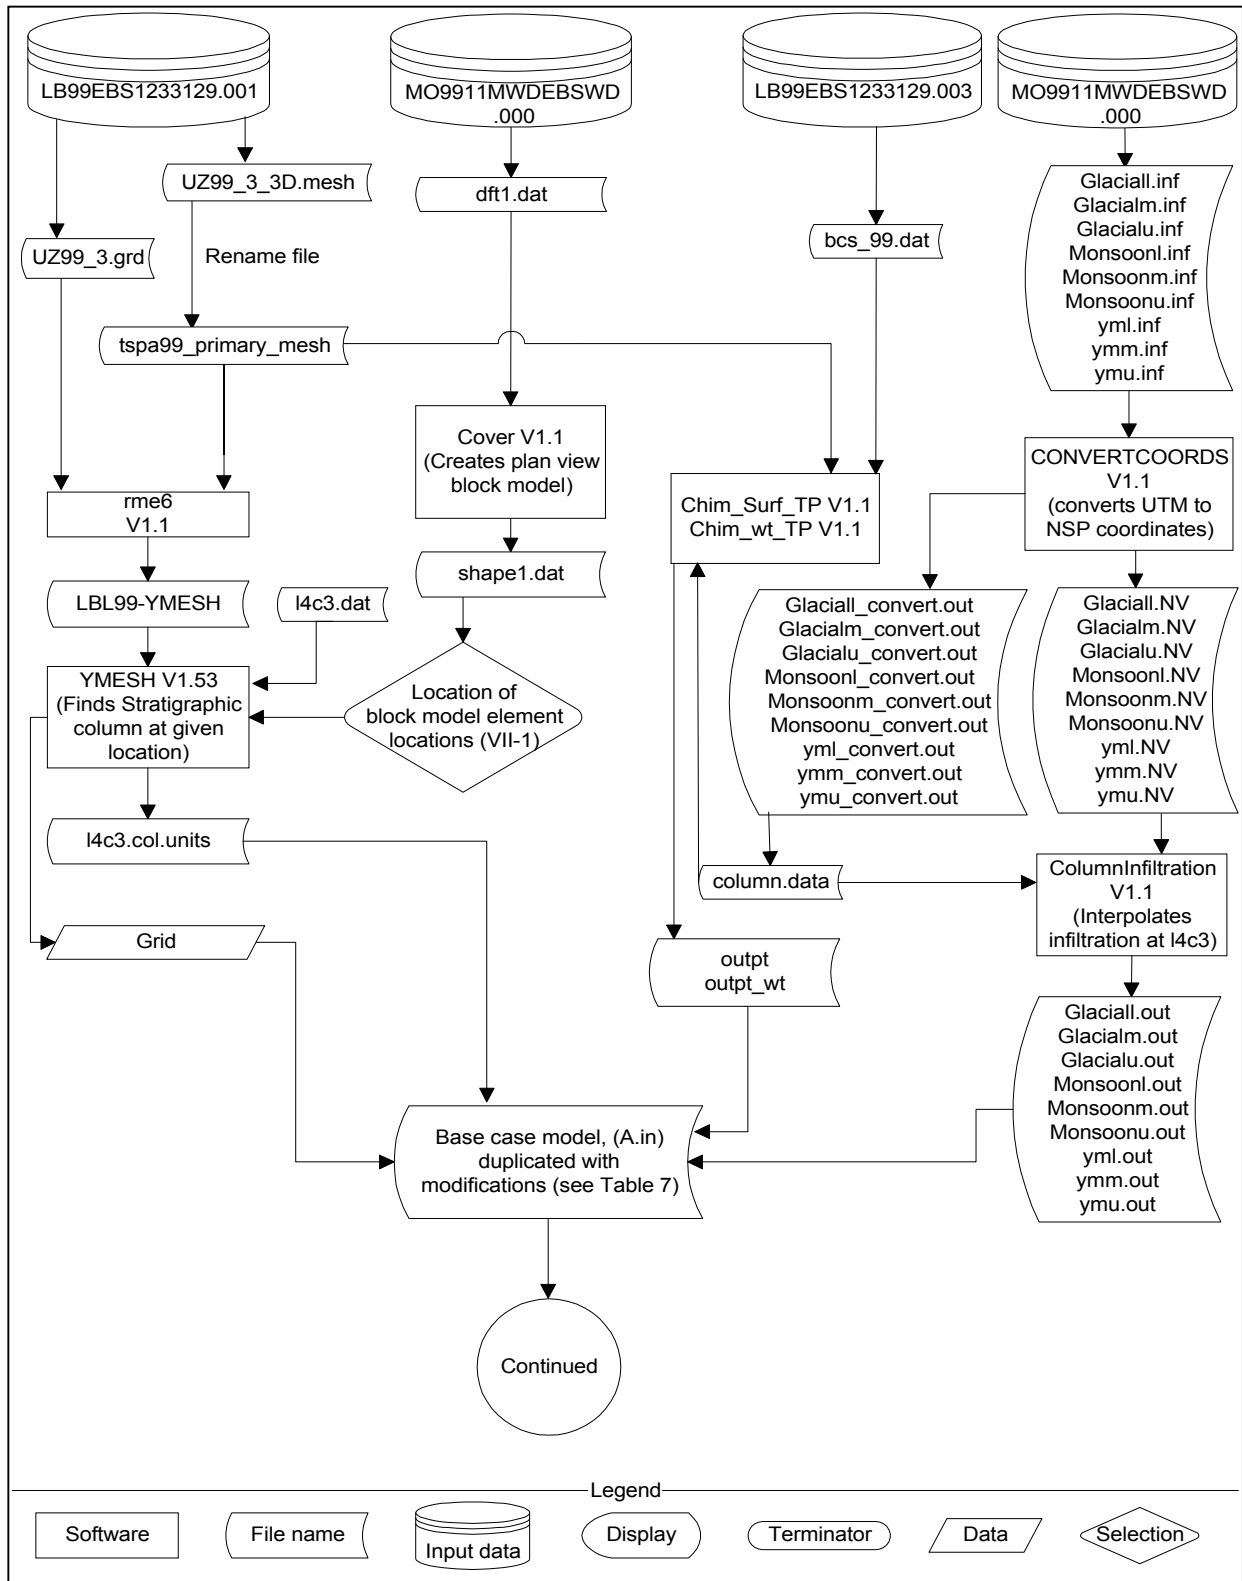 LB99EBS1233129.001
MO9911MWDEBSWD
.000
LB99EBS1233129.003
MO9911MWDEBSWD
.000
UZ99_3_3D.mesh
dft1.dat
Glaciall.inf
Glacialm.inf
Glacialu.inf
Monsoonl.inf
Monsoonm.inf
Monsoonu.inf
yml.inf
ymm.inf
ymu.inf
UZ99_3.grd
Rename file
bcs_99.dat
tspa99_primary_mesh
Cover V1.1
(Creates plan view
block model)
CONVERTCOORDS
V1.1
(converts UTM to
NSP coordinates)
rme6
V1.1
Chim_Surf_TP V1.1
Chim_wt_TP V1.1
shape1.dat
LBL99-YMESH
l4c3.dat
Glaciall_convert.out
Glacialm_convert.out
Glacialu_convert.out
Monsoonl_convert.out
Monsoonm_convert.out
Monsoonu_convert.out
yml_convert.out
ymm_convert.out
ymu_convert.out
Glaciall.NV
Glacialm.NV
Glacialu.NV
Monsoonl.NV
Monsoonm.NV
Monsoonu.NV
yml.NV
ymm.NV
ymu.NV
YMESH V1.53
(Finds Stratigraphic
column at given
location)
Location of
block model element
locations (VII-1)
l4c3.col.units
column.data
ColumnInfiltration
V1.1
(Interpolates
infiltration at l4c3)
Grid
outpt
outpt_wt
Glaciall.out
Glacialm.out
Glacialu.out
Monsoonl.out
Monsoonm.out
Monsoonu.out
yml.out
ymm.out
ymu.out
Base case model, (A.in)
duplicated with
modifications (see Table 7)
Continued
Legend
Software
File name
Input data
Display
Terminator
Data
Selection